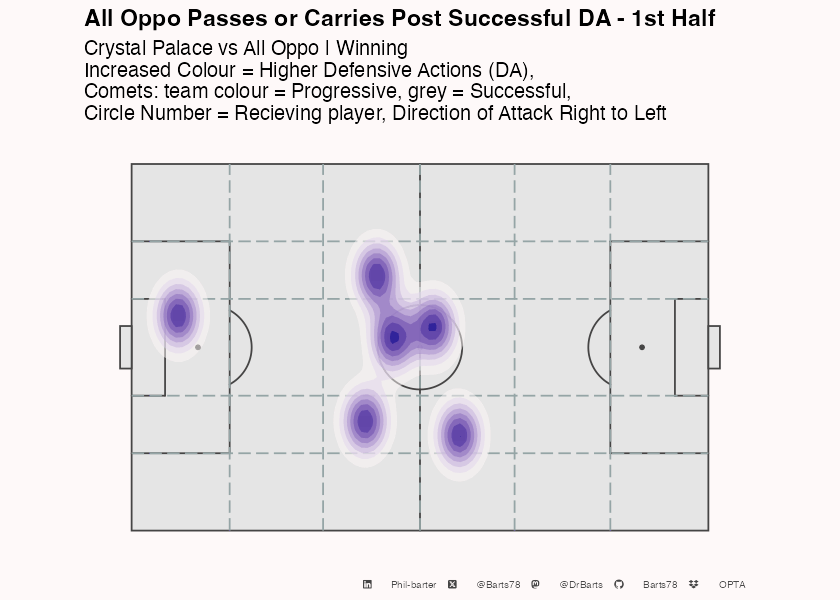 All Oppo Passes or Carries Post Successful DA - 1st Half
Crystal Palace vs All Oppo | Winning
Increased Colour = Higher Defensive Actions (DA),
Comets: team colour = Progressive, grey = Successful,
Circle Number = Recieving player, Direction of Attack Right to Left
Phil-barter @Barts78 @DrBarts Barts78 OPTA